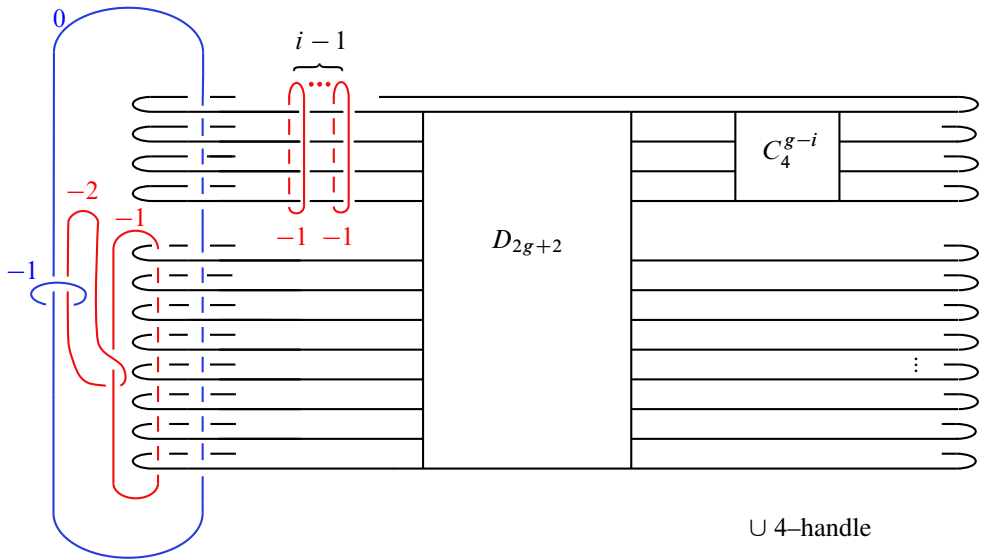 0
i − 1
...
C_4^{g−i}
−2
−1
−1 −1
D_{2g+2}
−1
⋮
∪ 4–handle